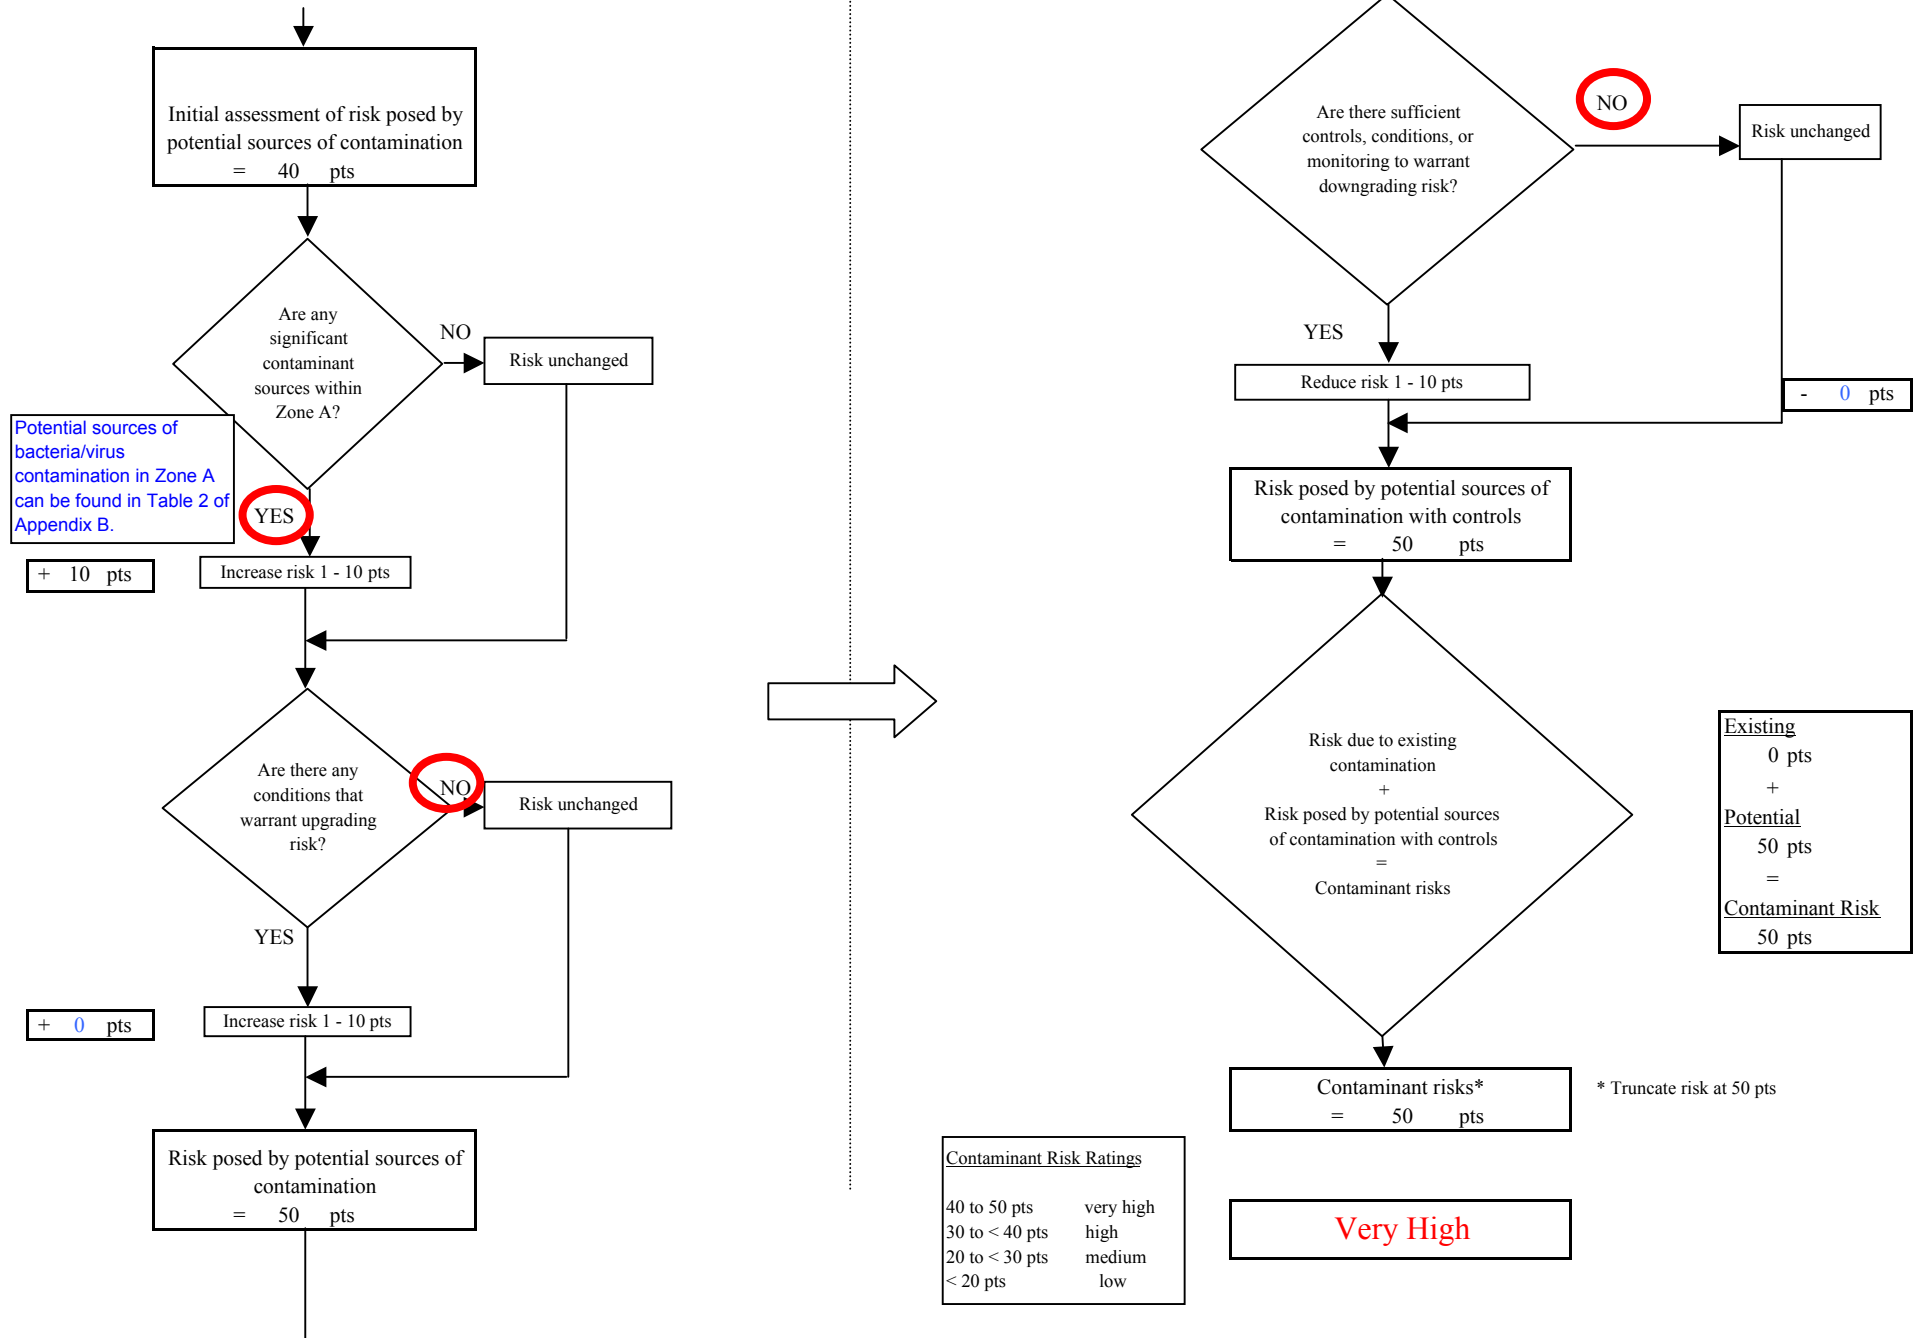 Initial assessment of risk posed by
potential sources of contamination
= 40 pts
Are any
significant
contaminant
sources within
Zone A?
NO
Risk unchanged
Potential sources of
bacteria/virus
contamination in Zone A
can be found in Table 2 of
Appendix B.
YES
+ 10 pts
Increase risk 1 - 10 pts
Are there any
conditions that
warrant upgrading
risk?
NO
Risk unchanged
YES
+ 0 pts
Increase risk 1 - 10 pts
Risk posed by potential sources of
contamination
= 50 pts
Are there sufficient
controls, conditions, or
monitoring to warrant
downgrading risk?
NO
Risk unchanged
YES
Reduce risk 1 - 10 pts
- 0 pts
Risk posed by potential sources of
contamination with controls
= 50 pts
Risk due to existing
contamination
+
Risk posed by potential sources
of contamination with controls
=
Contaminant risks
Existing
0 pts
+
Potential
50 pts
=
Contaminant Risk
50 pts
Contaminant risks*
= 50 pts
* Truncate risk at 50 pts
Contaminant Risk Ratings
40 to 50 pts very high
30 to < 40 pts high
20 to < 30 pts medium
< 20 pts low
Very High